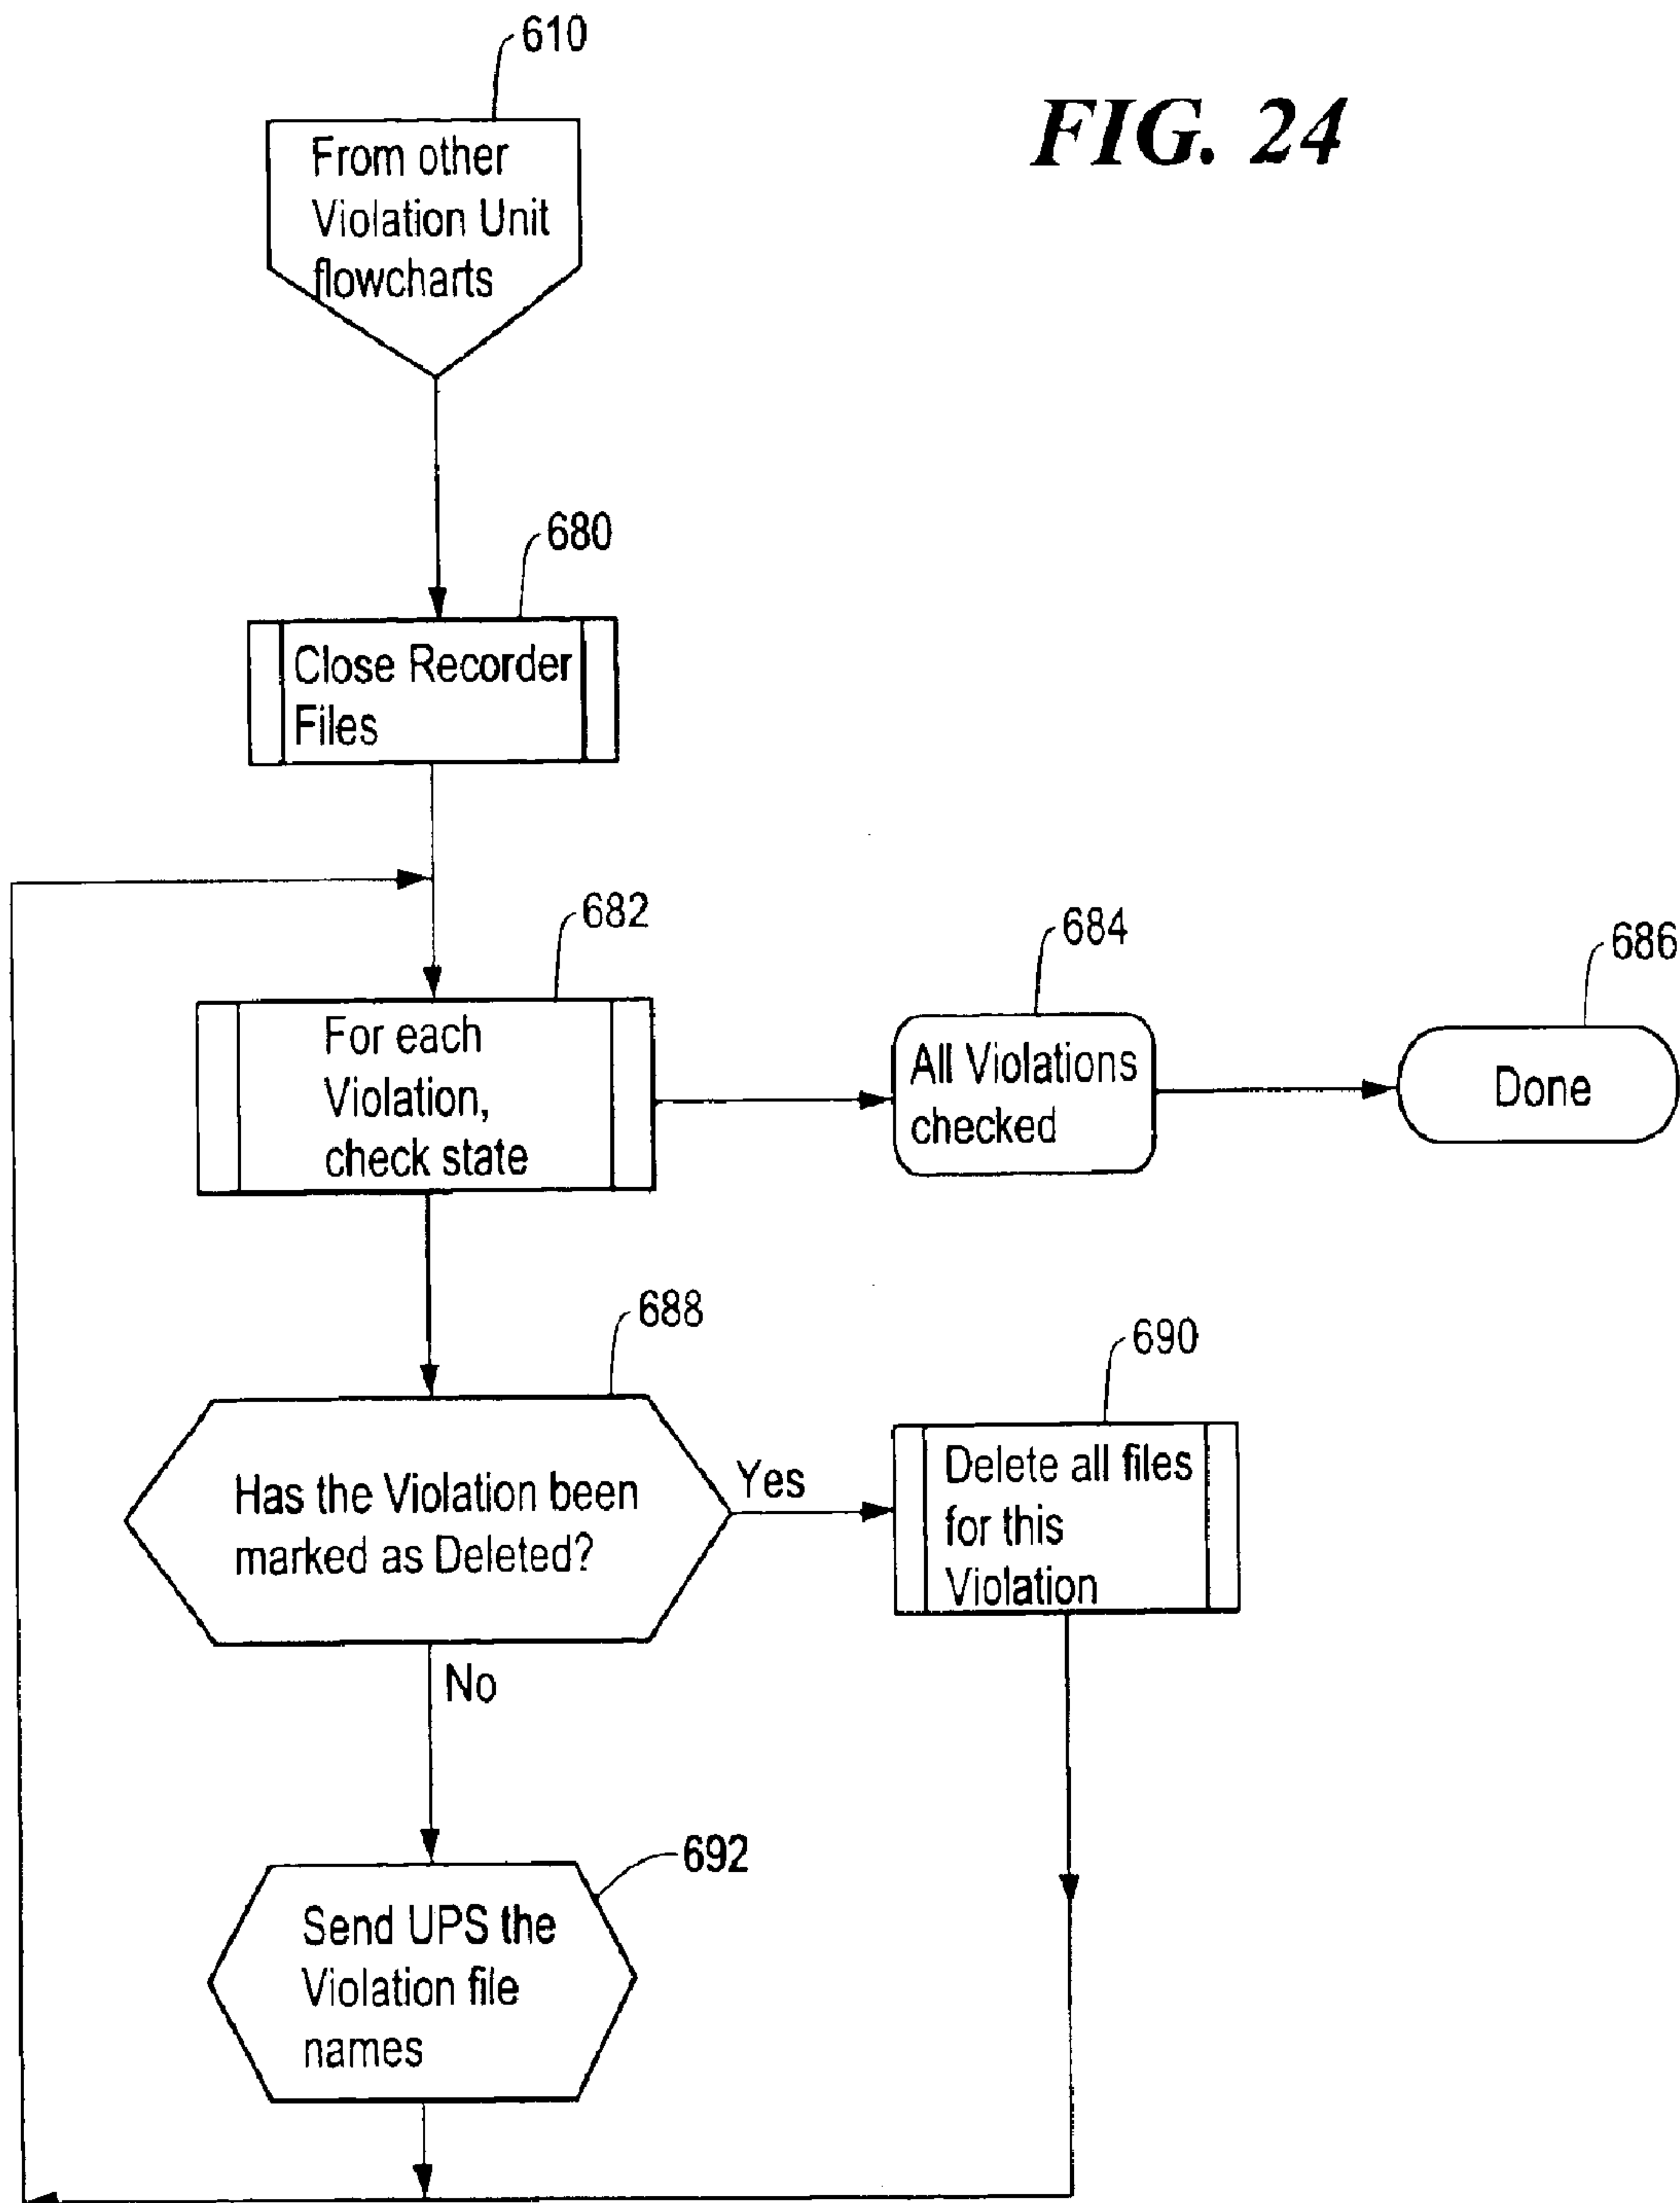 610
FIG. 24
From other
Violation Unit
flowcharts
680
Close Recorder
Files
682
684
686
For each
Violation,
check state
All Violations
checked
Done
688
690
Has the Violation been
marked as Deleted?
Yes
Delete all files
for this
Violation
No
692
Send UPS the
Violation file
names